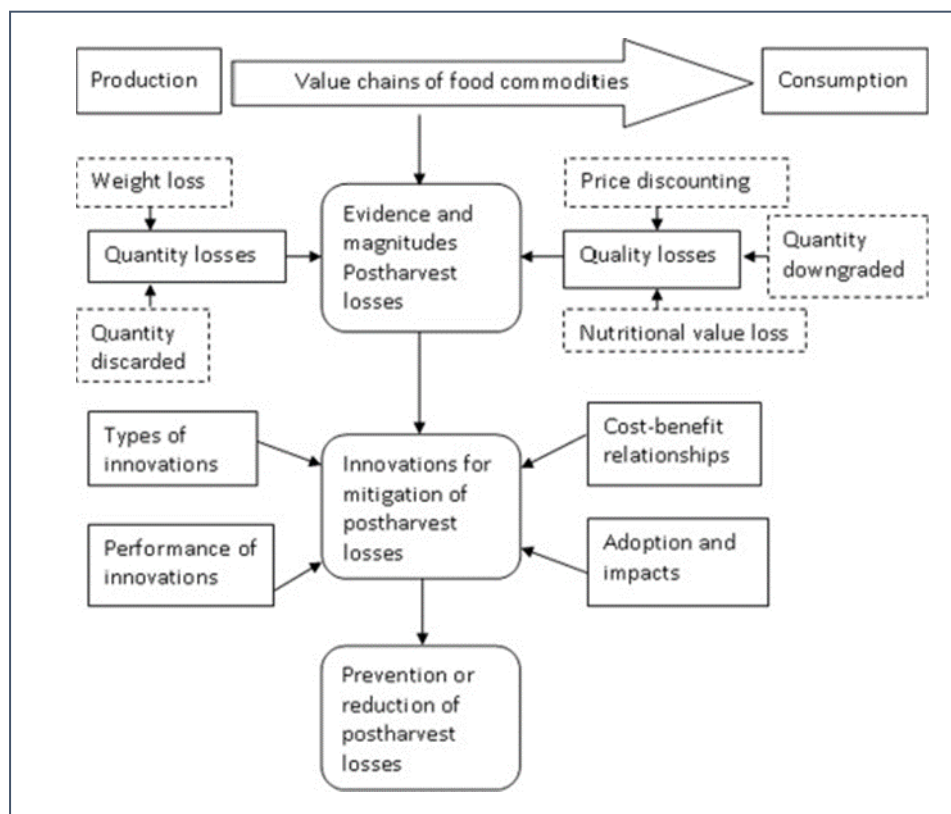 Production
Value chains of food commodities
Consumption
Weight loss
Price discounting
Evidence and
magnitudes
Postharvest
losses
Quantity losses
Quality losses
Quantity
downgraded
Quantity
discarded
Nutritional value loss
Types of
innovations
Innovations for
mitigation of
postharvest
losses
Cost-benefit
relationships
Performance of
innovations
Adoption and
impacts
Prevention or
reduction of
postharvest
losses